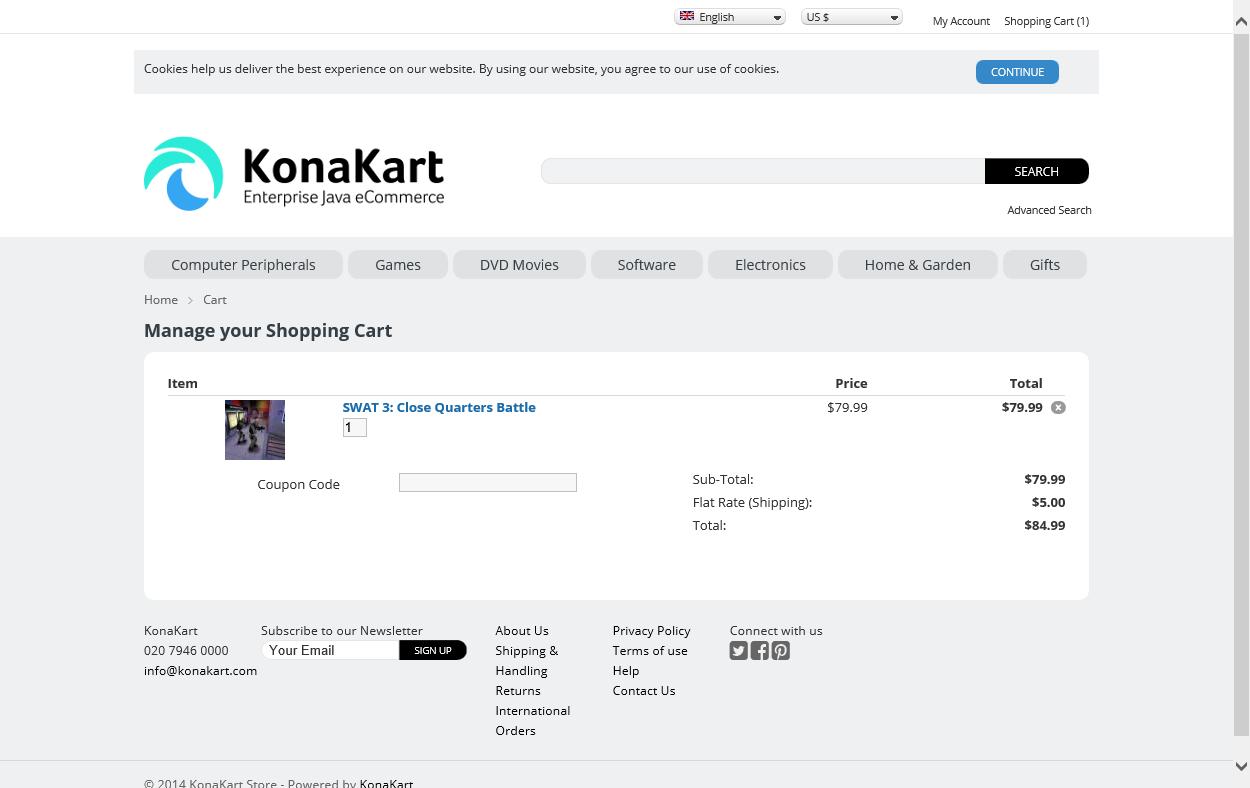 English
US $
My Account
Shopping Cart (1)
Cookies help us deliver the best experience on our website. By using our website, you agree to our use of cookies.
CONTINUE
KonaKart
Enterprise Java eCommerce
SEARCH
Advanced Search
Computer Peripherals
Games
DVD Movies
Software
Electronics
Home & Garden
Gifts
Home > Cart
Manage your Shopping Cart
Item Price Total
SWAT 3: Close Quarters Battle $79.99 $79.99
1
Coupon Code
Sub-Total: $79.99
Flat Rate (Shipping): $5.00
Total: $84.99
KonaKart
020 7946 0000
info@konakart.com
Subscribe to our Newsletter
Your Email SIGN UP
About Us
Shipping &
Handling
Returns
International
Orders
Privacy Policy
Terms of use
Help
Contact Us
Connect with us
© 2014 KonaKart Store - Powered by KonaKart